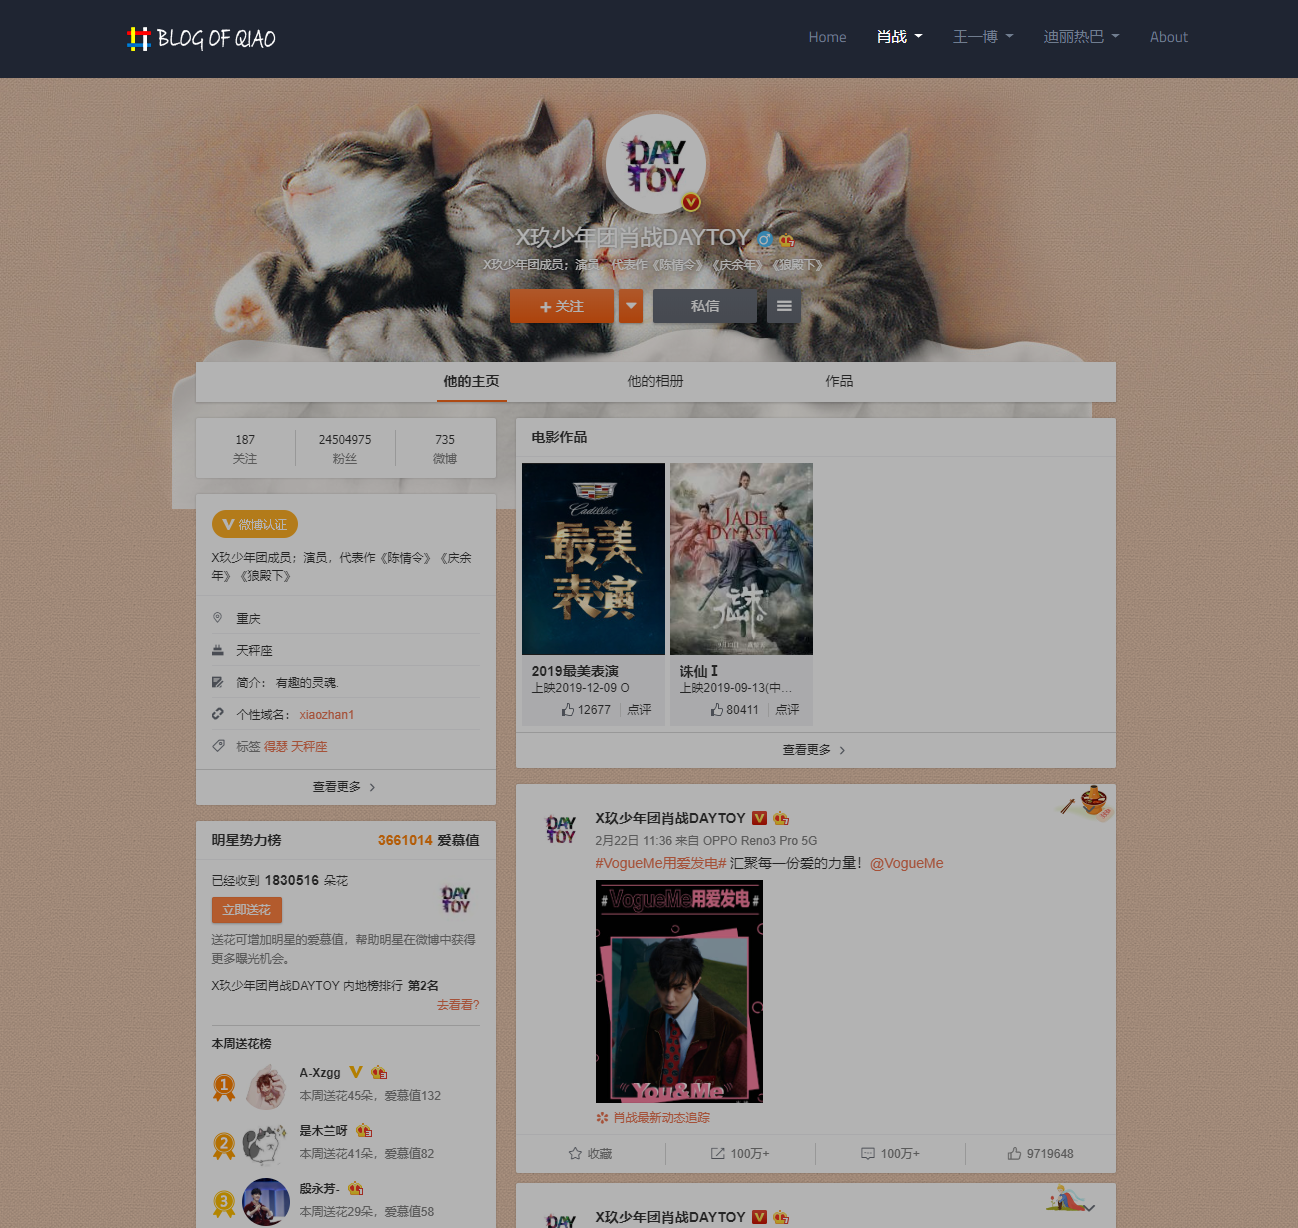 BLOG OF QIAO
Home 肖战 王一博 迪丽热巴 About
DAY
TOY
X玖少年团肖战DAYTOY
X玖少年团成员;演员,代表作《陈情令》《庆余年》《狼殿下》
+ 关注 私信
他的主页 他的相册 作品
187 24504975 735
关注 粉丝 微博
微博认证
X玖少年团成员;演员,代表作《陈情令》《庆余
年》《狼殿下》
重庆
天秤座
简介: 有趣的灵魂.
个性域名: xiaozhan1
标签 得瑟 天秤座
查看更多
明星势力榜 3661014 爱慕值
已经收到 1830516 朵花
DAY
TOY
立即送花
送花可增加明星的爱慕值,帮助明星在微博中获得
更多曝光机会。
X玖少年团肖战DAYTOY 内地榜排行 第2名
去看看?
本周送花榜
1
A-Xzgg
本周送花45朵,爱慕值132
2
是木兰呀
本周送花41朵,爱慕值82
3
殷永芳-
本周送花29朵,爱慕值58
电影作品
Cadillac
最美
表演
JADE
DYNASTY
诛仙
2019最美表演
上映2019-12-09 O
12677 点评
诛仙 I
上映2019-09-13(中...
80411 点评
查看更多
DAY
TOY
X玖少年团肖战DAYTOY
2月22日 11:36 来自 OPPO Reno3 Pro 5G
#VogueMe用爱发电# 汇聚每一份爱的力量!@VogueMe
#VogueMe用爱发电#
You&Me
肖战最新动态追踪
收藏 100万+ 100万+ 9719648
X玖少年团肖战DAYTOY
DAY